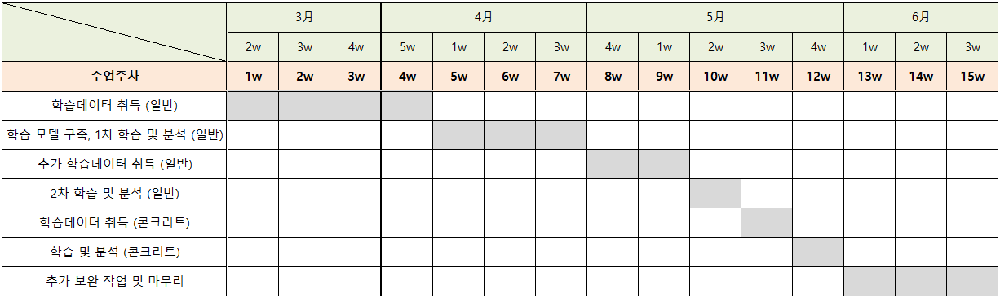 3月 4月 5月 6月
2w 3w 4w 5w 1w 2w 3w 4w 1w 2w 3w 4w 1w 2w 3w
수업주차 1w 2w 3w 4w 5w 6w 7w 8w 9w 10w 11w 12w 13w 14w 15w
학습데이터 취득 (일반)
학습 모델 구축, 1차 학습 및 분석 (일반)
추가 학습데이터 취득 (일반)
2차 학습 및 분석 (일반)
학습데이터 취득 (콘크리트)
학습 및 분석 (콘크리트)
추가 보완 작업 및 마무리